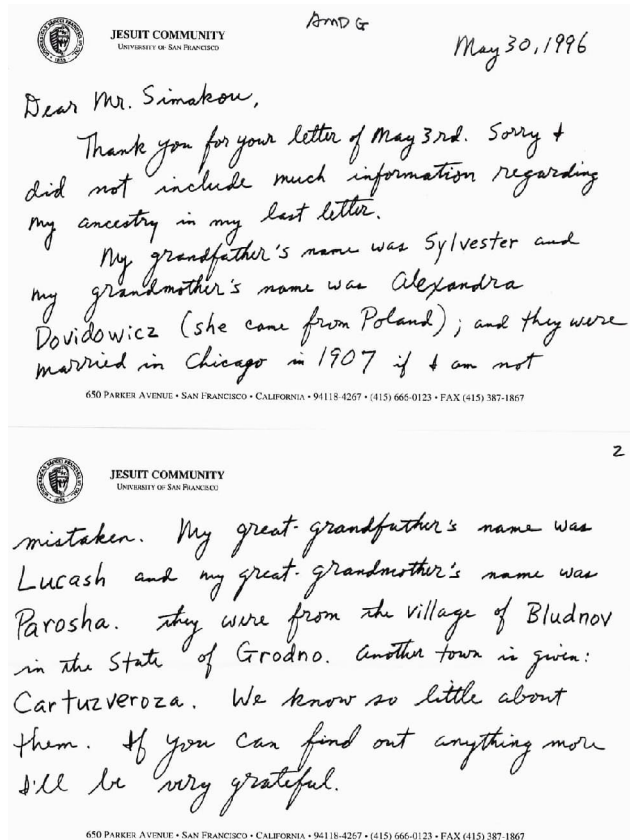 AMDG
JESUIT COMMUNITY
UNIVERSITY OF SAN FRANCISCO
May 30, 1996
Dear Mr. Simakou,
Thank you for your letter of May 3rd. Sorry I
did not include much information regarding
my ancestry in my last letter.
My grandfather's name was Sylvester and
my grandmother's name was Alexandra
Dovidowicz (she came from Poland); and they were
married in Chicago in 1907 if I am not
650 PARKER AVENUE • SAN FRANCISCO • CALIFORNIA • 94118-4267 • (415) 666-0123 • FAX (415) 387-1867
2
JESUIT COMMUNITY
UNIVERSITY OF SAN FRANCISCO
mistaken. My great-grandfather's name was
Lucash and my great-grandmother's name was
Parosha. They were from the village of Bludnov
in the State of Grodno. Another town is given:
Cartuzveroza. We know so little about
them. If you can find out anything more
I'll be very grateful.
650 PARKER AVENUE • SAN FRANCISCO • CALIFORNIA • 94118-4267 • (415) 666-0123 • FAX (415) 387-1867